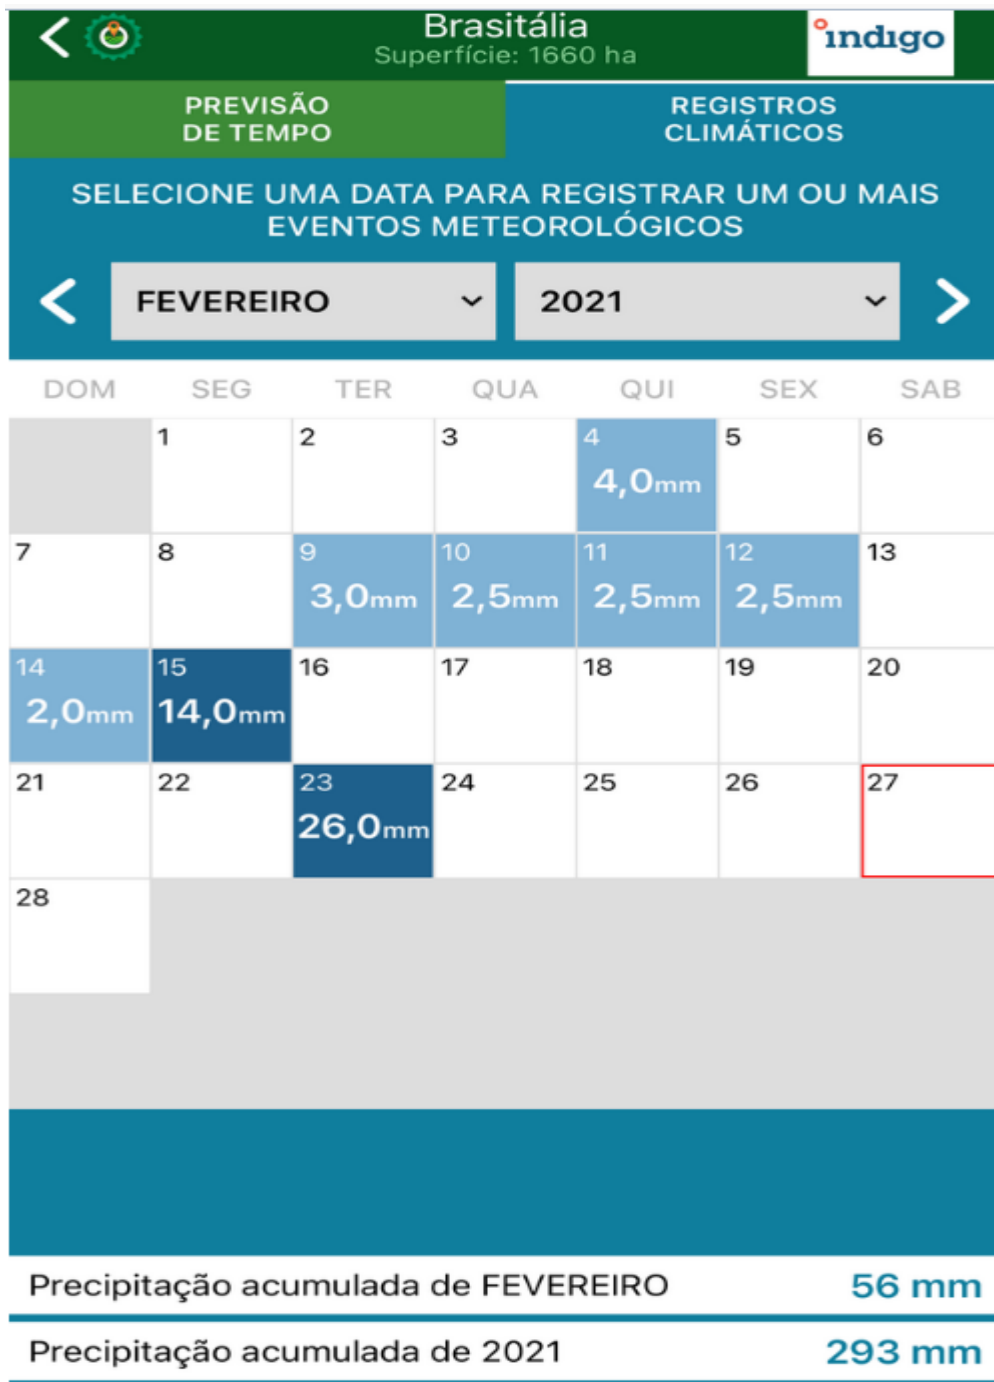 Brasitália
Superfície: 1660 ha
indigo
PREVISÃO
DE TEMPO
REGISTROS
CLIMÁTICOS
SELECIONE UMA DATA PARA REGISTRAR UM OU MAIS
EVENTOS METEOROLÓGICOS
FEVEREIRO 2021
DOM SEG TER QUA QUI SEX SAB
1 2 3 4 5 6
4,0mm
7 8 9 10 11 12 13
3,0mm 2,5mm 2,5mm 2,5mm
14 15 16 17 18 19 20
2,0mm 14,0mm
21 22 23 24 25 26 27
26,0mm
28
Precipitação acumulada de FEVEREIRO 56 mm
Precipitação acumulada de 2021 293 mm